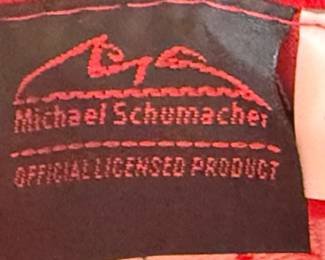 Michael Schumacher
OFFICIAL LICENSED PRODUCT